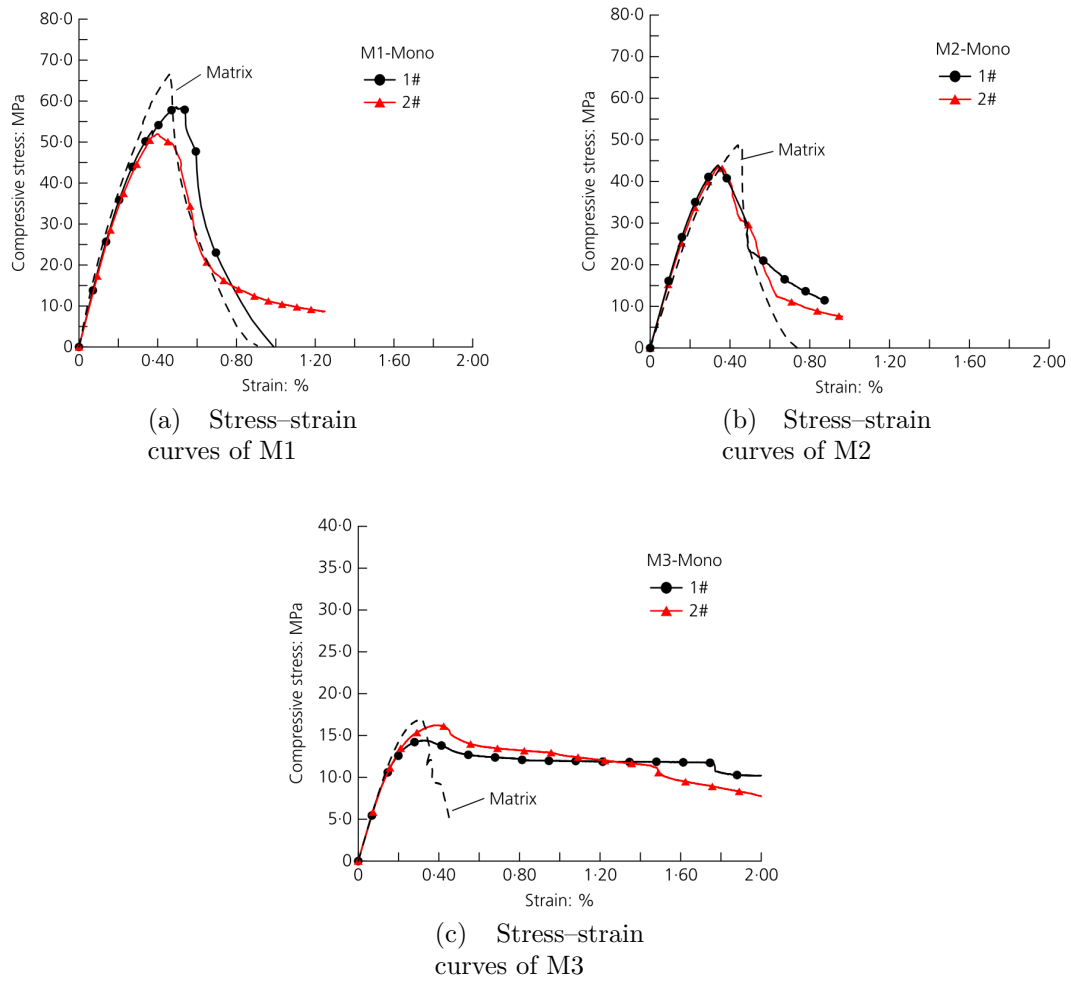 80·0
70·0
60·0
50·0
40·0
30·0
20·0
10·0
0
Compressive stress: MPa
M1-Mono
1#
2#
Matrix
0 0·40 0·80 1·20 1·60 2·00
Strain: %
(a) Stress–strain
curves of M1
80·0
70·0
60·0
50·0
40·0
30·0
20·0
10·0
0
Compressive stress: MPa
M2-Mono
1#
2#
Matrix
0 0·40 0·80 1·20 1·60 2·00
Strain: %
(b) Stress–strain
curves of M2
40·0
35·0
30·0
25·0
20·0
15·0
10·0
5·0
0
Compressive stress: MPa
M3-Mono
1#
2#
Matrix
0 0·40 0·80 1·20 1·60 2·00
Strain: %
(c) Stress–strain
curves of M3